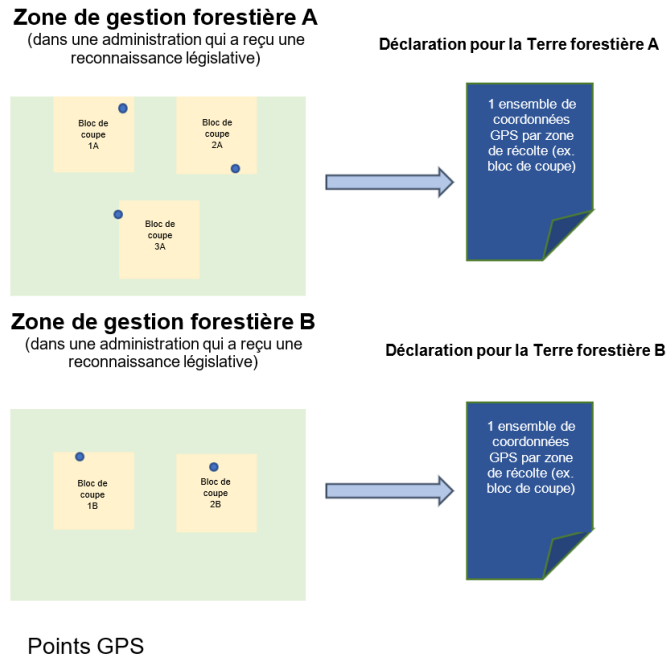 Zone de gestion forestière A
(dans une administration qui a reçu une
reconnaissance législative)
Déclaration pour la Terre forestière A
Bloc de
coupe
1A
Bloc de
coupe
2A
Bloc de
coupe
3A
1 ensemble de
coordonnées
GPS par zone
de récolte (ex.
bloc de coupe)
Zone de gestion forestière B
(dans une administration qui a reçu une
reconnaissance législative)
Déclaration pour la Terre forestière B
Bloc de
coupe
1B
Bloc de
coupe
2B
1 ensemble de
coordonnées
GPS par zone
de récolte (ex.
bloc de coupe)
Points GPS